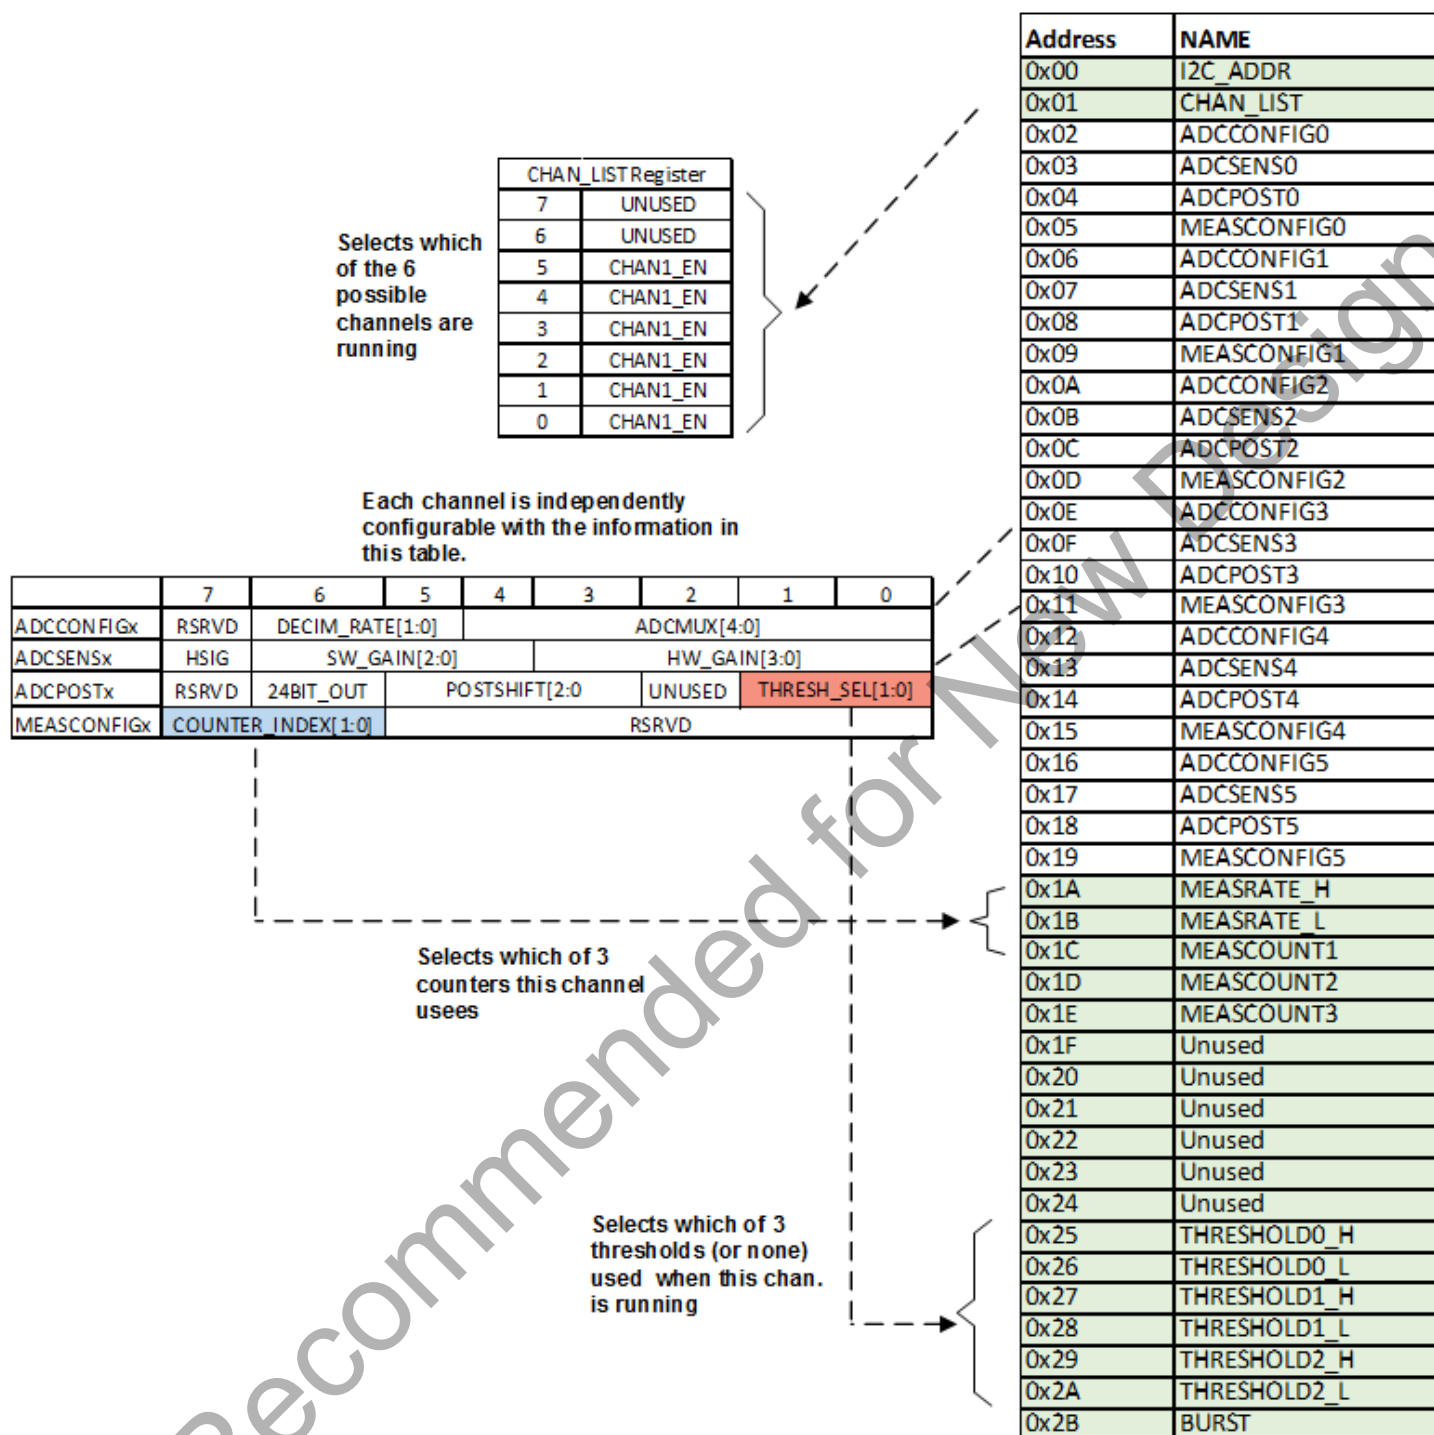 CHAN_LIST Register
7 UNUSED
6 UNUSED
5 CHAN1_EN
4 CHAN1_EN
3 CHAN1_EN
2 CHAN1_EN
1 CHAN1_EN
0 CHAN1_EN
Selects which
of the 6
possible
channels are
running
Each channel is independently
configurable with the information in
this table.
7 6 5 4 3 2 1 0
ADCCONFIGx RSRVD DECIM_RATE[1:0] ADCMUX[4:0]
ADCSENSx HSIG SW_GAIN[2:0] HW_GAIN[3:0]
ADCPOSTx RSRVD 24BIT_OUT POSTSHIFT[2:0 UNUSED THRESH_SEL[1:0]
MEASCONFIGx COUNTER_INDEX[1:0] RSRVD
Selects which of 3
counters this channel
usees
Selects which of 3
thresholds (or none)
used when this chan.
is running
Address NAME
0x00 I2C_ADDR
0x01 CHAN_LIST
0x02 ADCCONFIG0
0x03 ADCSENS0
0x04 ADCPOST0
0x05 MEASCONFIG0
0x06 ADCCONFIG1
0x07 ADCSENS1
0x08 ADCPOST1
0x09 MEASCONFIG1
0x0A ADCCONFIG2
0x0B ADCSENS2
0x0C ADCPOST2
0x0D MEASCONFIG2
0x0E ADCCONFIG3
0x0F ADCSENS3
0x10 ADCPOST3
0x11 MEASCONFIG3
0x12 ADCCONFIG4
0x13 ADCSENS4
0x14 ADCPOST4
0x15 MEASCONFIG4
0x16 ADCCONFIG5
0x17 ADCSENS5
0x18 ADCPOST5
0x19 MEASCONFIG5
0x1A MEASRATE_H
0x1B MEASRATE_L
0x1C MEASCOUNT1
0x1D MEASCOUNT2
0x1E MEASCOUNT3
0x1F Unused
0x20 Unused
0x21 Unused
0x22 Unused
0x23 Unused
0x24 Unused
0x25 THRESHOLD0_H
0x26 THRESHOLD0_L
0x27 THRESHOLD1_H
0x28 THRESHOLD1_L
0x29 THRESHOLD2_H
0x2A THRESHOLD2_L
0x2B BURST
Recommended for New Design